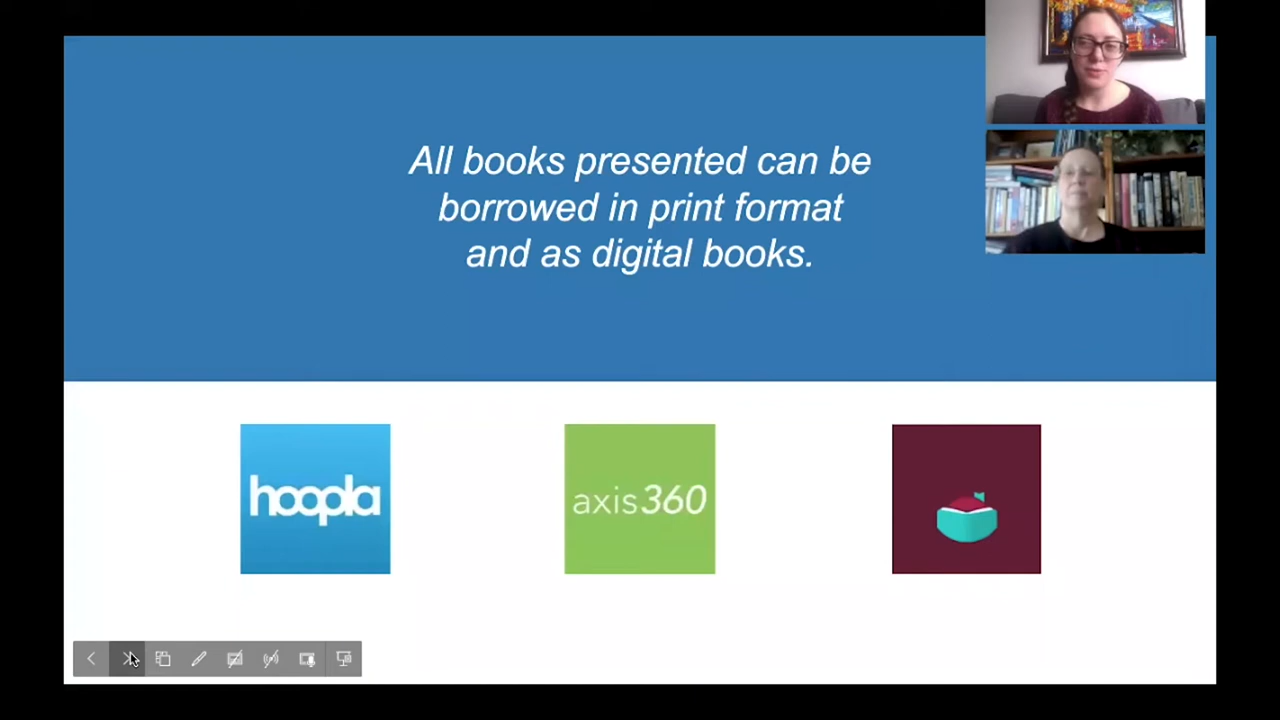 All books presented can be
borrowed in print format
and as digital books.
hoopla
axis360